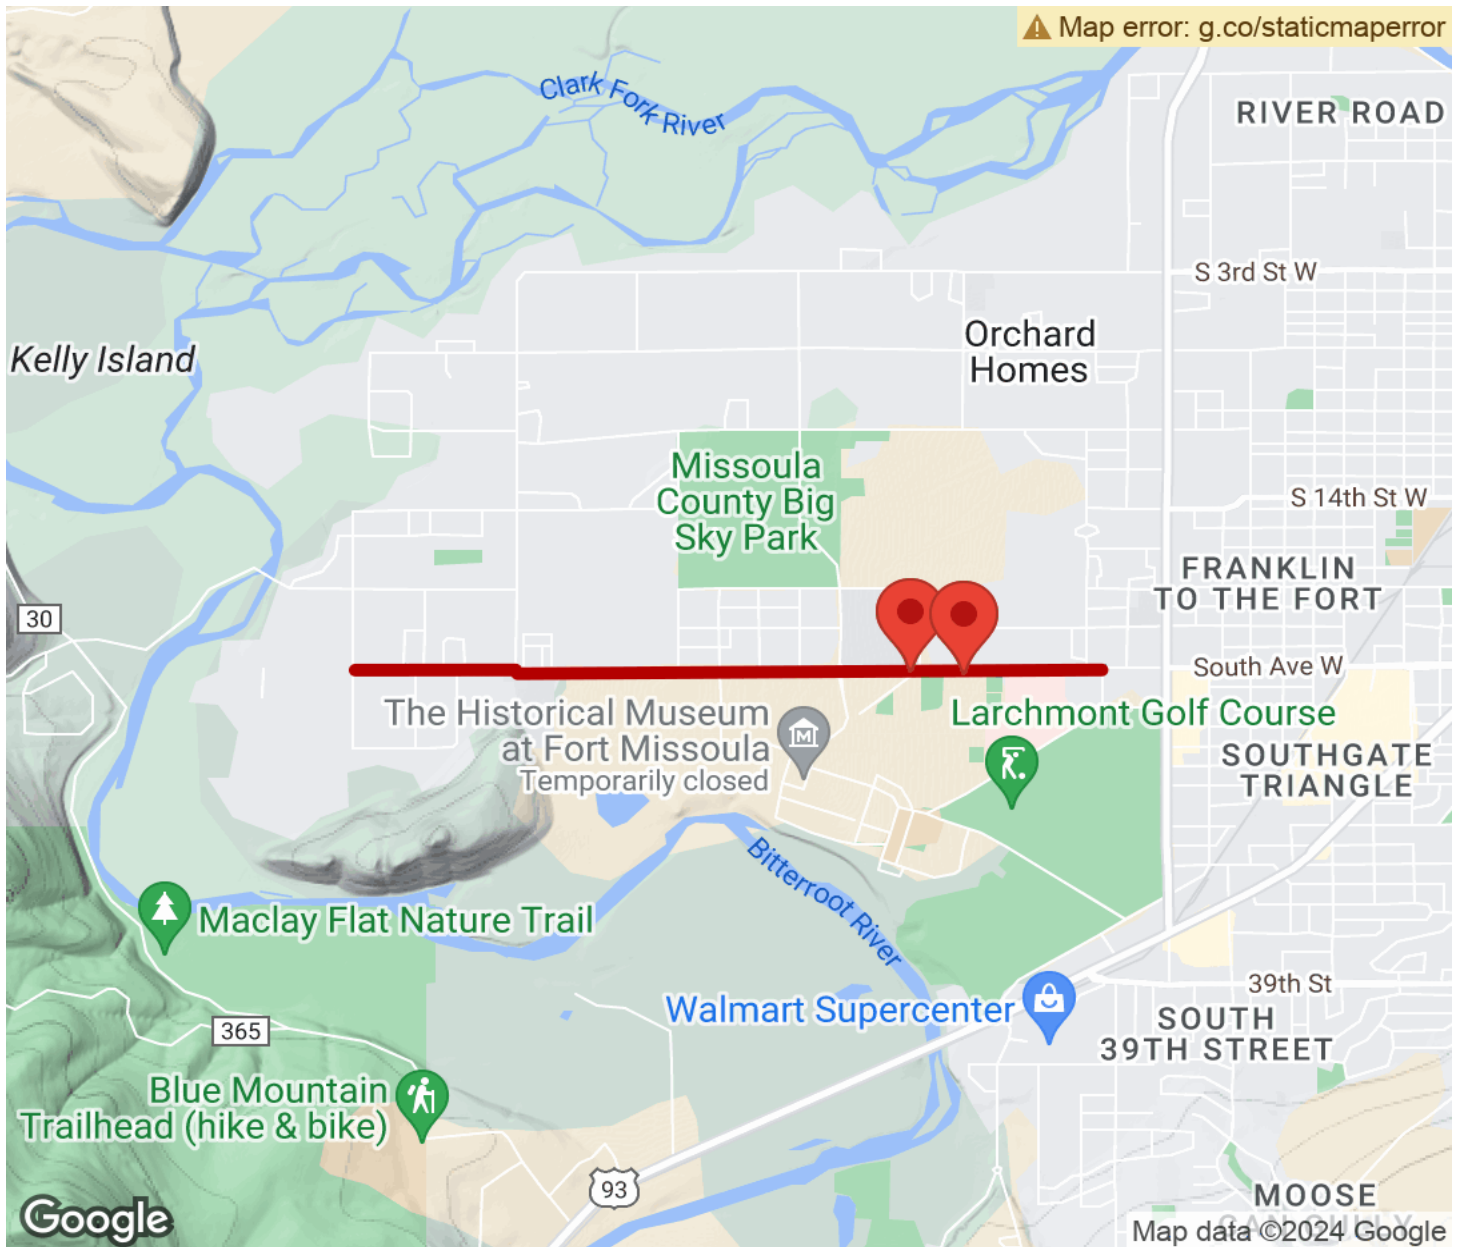 Map error: g.co/staticmaperror
Clark Fork River
RIVER ROAD
S 3rd St W
Kelly Island
Orchard
Homes
Missoula
County Big
Sky Park
S 14th St W
FRANKLIN
TO THE FORT
30
South Ave W
The Historical Museum
at Fort Missoula
Temporarily closed
Larchmont Golf Course
SOUTHGATE
TRIANGLE
Bitterroot River
Maclay Flat Nature Trail
39th St
Walmart Supercenter
SOUTH
39TH STREET
365
Blue Mountain
Trailhead (hike & bike)
93
MOOSE
Google
Map data ©2024 Google